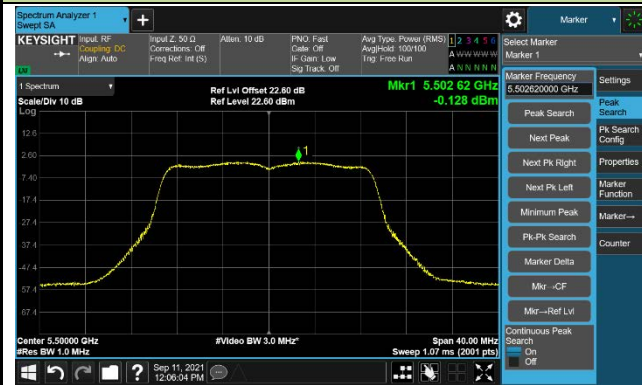 Spectrum Analyzer 1
Swept SA
Marker
KEYSIGHT
Input: RF
Coupling: DC
Align: Auto
Input Z: 50 Ω
Corrections: Off
Freq Ref: Int (S)
Atten: 10 dB
PNO: Fast
Gate: Off
IF Gain: Low
Sig Track: Off
Avg Type: Power (RMS)
Avg|Hold: 100/100
Trig: Free Run
1 2 3 4 5 6
A W W W W W
A N N N N N
Select Marker
Marker 1
LXI
1 Spectrum
Scale/Div 10 dB
Log
Ref Lvl Offset 22.60 dB
Ref Level 22.60 dBm
Mkr1 5.502 62 GHz
-0.128 dBm
12.6
2.60
-7.40
-17.4
-27.4
-37.4
-47.4
-57.4
-67.4
1
Center 5.50000 GHz
#Res BW 1.0 MHz
#Video BW 3.0 MHz*
Span 40.00 MHz
Sweep 1.07 ms (2001 pts)
Marker Frequency
5.502620000 GHz
Peak Search
Next Peak
Next Pk Right
Next Pk Left
Minimum Peak
Pk-Pk Search
Marker Delta
Mkr→CF
Mkr→Ref Lvl
Continuous Peak
Search
On
Off
Settings
Peak
Search
Pk Search
Config
Properties
Marker
Function
Marker→
Counter
Sep 11, 2021
12:06:04 PM